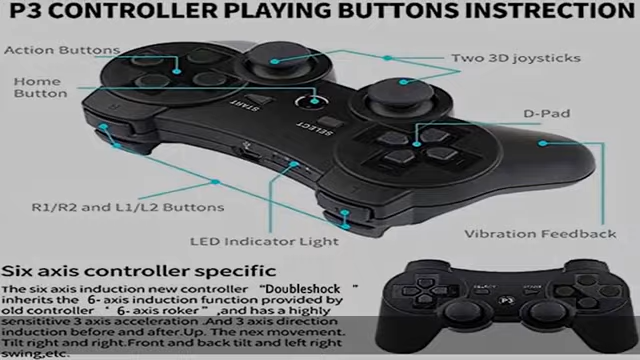 P3 CONTROLLER PLAYING BUTTONS INSTRECTION
Action Buttons
Two 3D joysticks
Home
Button
START
SELECT
D-Pad
R1/R2 and L1/L2 Buttons
LED Indicator Light
Vibration Feedback
Six axis controller specific
The six axis induction new controller “Doubleshock ”
inherits the 6-axis induction function provided by
old controller ‘ 6-axis roker” ,and has a highly
sensititive 3 axis acceleration .And 3 axis direction
induction before and after.Up. The nex movement.
Tilt right and right.Front and back tilt and left right
swing,etc.
SELECT
START
P3